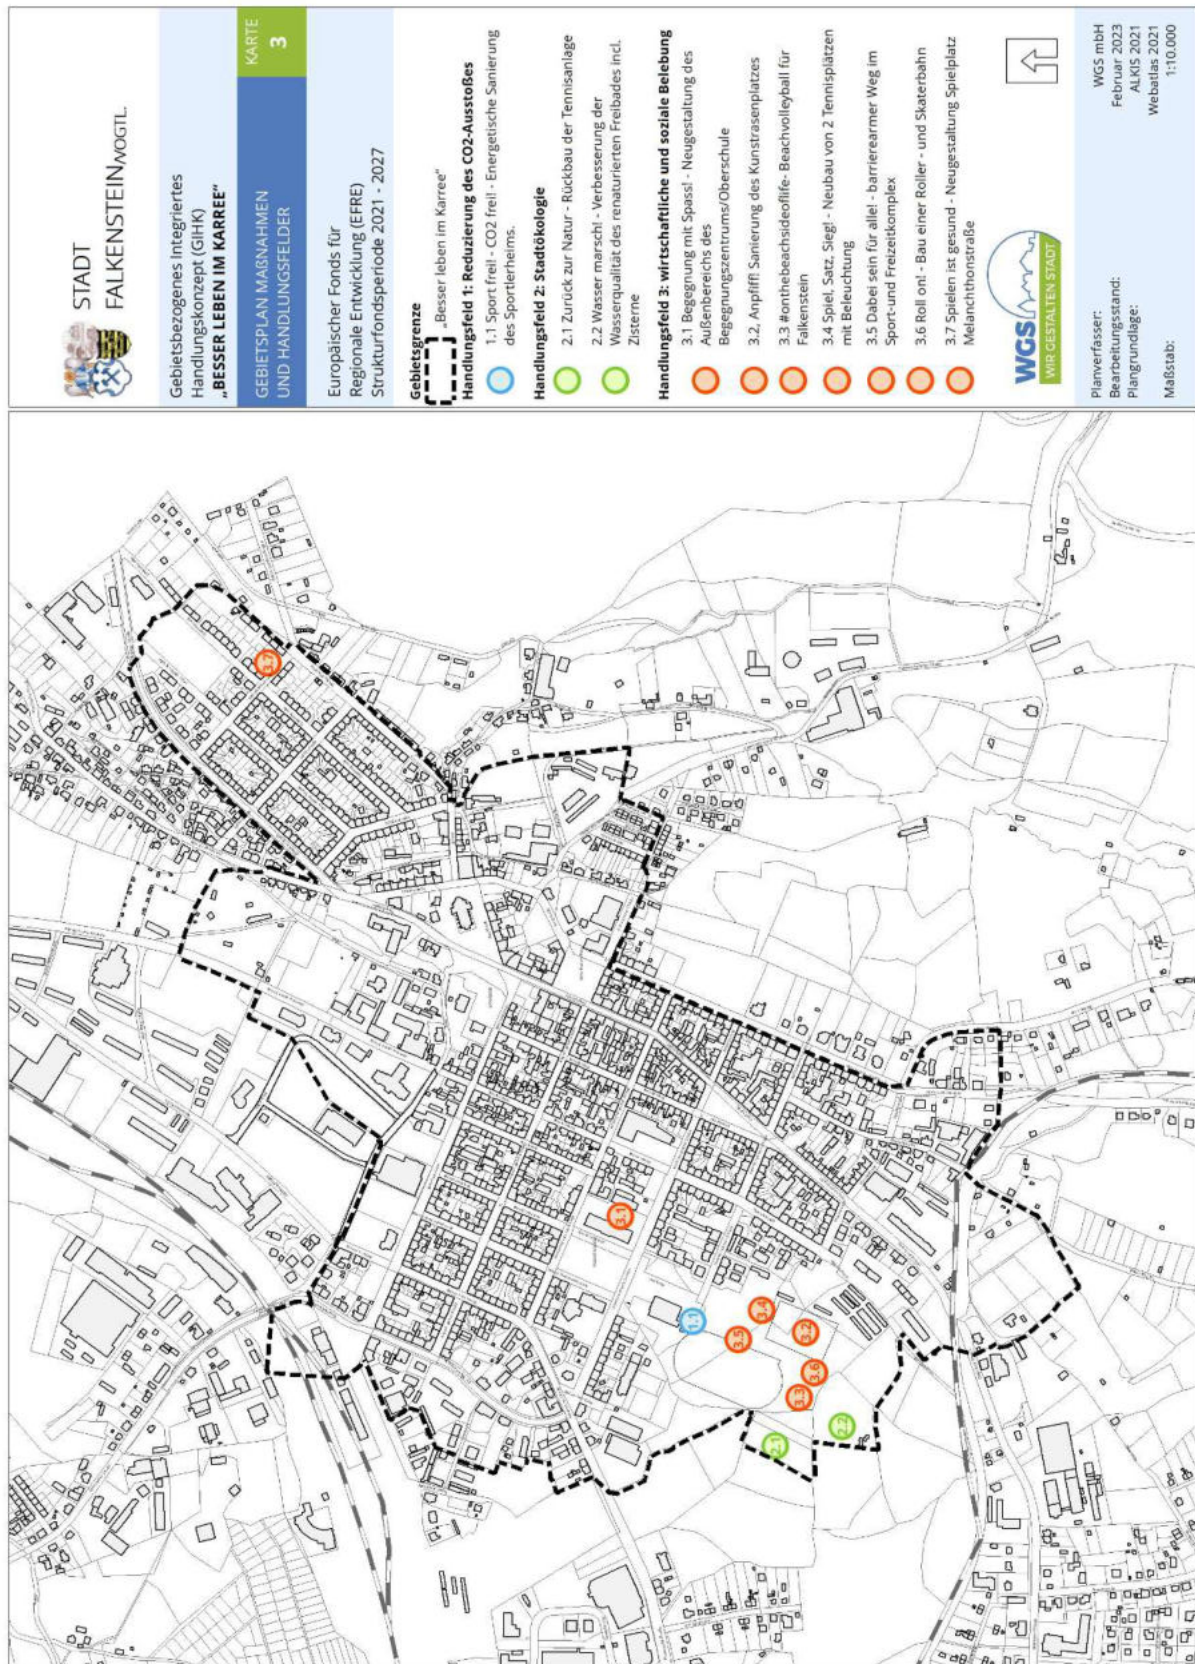 STADT
FALKENSTEIN/VOGTL.
Gebietsbezogenes Integriertes
Handlungskonzept (GIHK)
„BESSER LEBEN IM KARREE"
GEBIETSPLAN MAßNAHMEN
UND HANDLUNGSFELDER
KARTE
3
Europäischer Fonds für
Regionale Entwicklung (EFRE)
Strukturfondsperiode 2021 - 2027
Gebietsgrenze
„Besser leben im Karree"
Handlungsfeld 1: Reduzierung des CO2-Ausstoßes
1.1 Sport frei! - CO2 frei! - Energetische Sanierung
des Sportlerheims.
Handlungsfeld 2: Stadtökologie
2.1 Zurück zur Natur - Rückbau der Tennisanlage
2.2 Wasser marsch! - Verbesserung der
Wasserqualität des renaturierten Freibades incl.
Zisterne
Handlungsfeld 3: wirtschaftliche und soziale Belebung
3.1 Begegnung mit Spass! - Neugestaltung des
Außenbereichs des
Begegnungszentrums/Oberschule
3.2, Anpfiff! Sanierung des Kunstrasenplatzes
3.3 #onthebeachsideoflife- Beachvolleyball für
Falkenstein
3.4 Spiel, Satz, Sieg! - Neubau von 2 Tennisplätzen
mit Beleuchtung
3.5 Dabei sein für alle! - barrierearmer Weg im
Sport-und Freizeitkomplex
3.6 Roll on! - Bau einer Roller - und Skaterbahn
3.7 Spielen ist gesund - Neugestaltung Spielplatz
Melanchthonstraße
WGS
WIR GESTALTEN STADT
Planverfasser: WGS mbH
Bearbeitungsstand: Februar 2023
Plangrundlage: ALKIS 2021
Webatlas 2021
Maßstab: 1:10.000
3.7
3.1
1.1
3.4
3.5
3.2
3.6
3.3
2.2
2.1